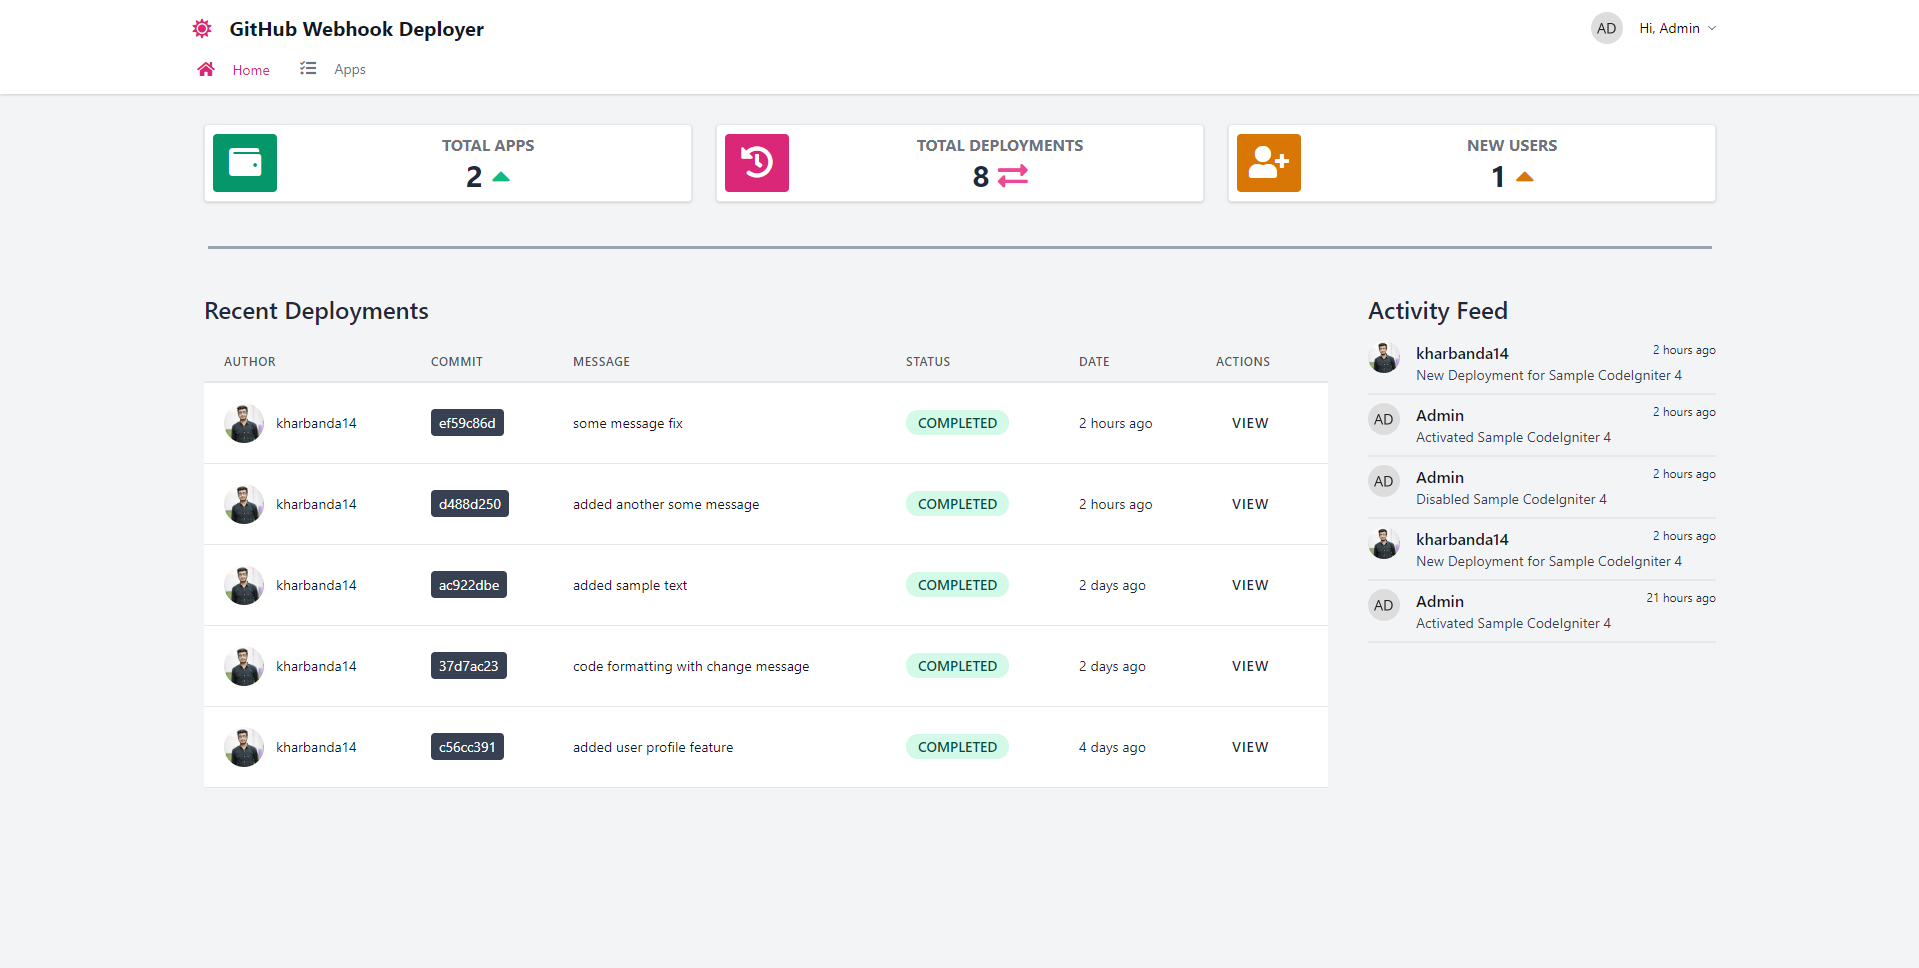 GitHub Webhook Deployer
AD Hi, Admin
Home Apps
TOTAL APPS
2
TOTAL DEPLOYMENTS
8
NEW USERS
1
Recent Deployments
AUTHOR COMMIT MESSAGE STATUS DATE ACTIONS
kharbanda14 ef59c86d some message fix COMPLETED 2 hours ago VIEW
kharbanda14 d488d250 added another some message COMPLETED 2 hours ago VIEW
kharbanda14 ac922dbe added sample text COMPLETED 2 days ago VIEW
kharbanda14 37d7ac23 code formatting with change message COMPLETED 2 days ago VIEW
kharbanda14 c56cc391 added user profile feature COMPLETED 4 days ago VIEW
Activity Feed
kharbanda14 2 hours ago
New Deployment for Sample CodeIgniter 4
AD Admin 2 hours ago
Activated Sample CodeIgniter 4
AD Admin 2 hours ago
Disabled Sample CodeIgniter 4
kharbanda14 2 hours ago
New Deployment for Sample CodeIgniter 4
AD Admin 21 hours ago
Activated Sample CodeIgniter 4